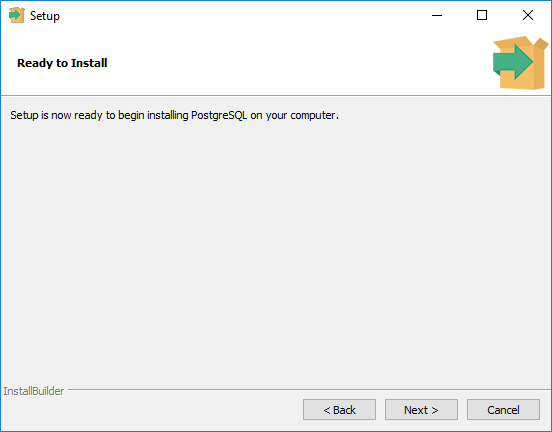 Setup
Ready to Install
Setup is now ready to begin installing PostgreSQL on your computer.
InstallBuilder
< Back
Next >
Cancel